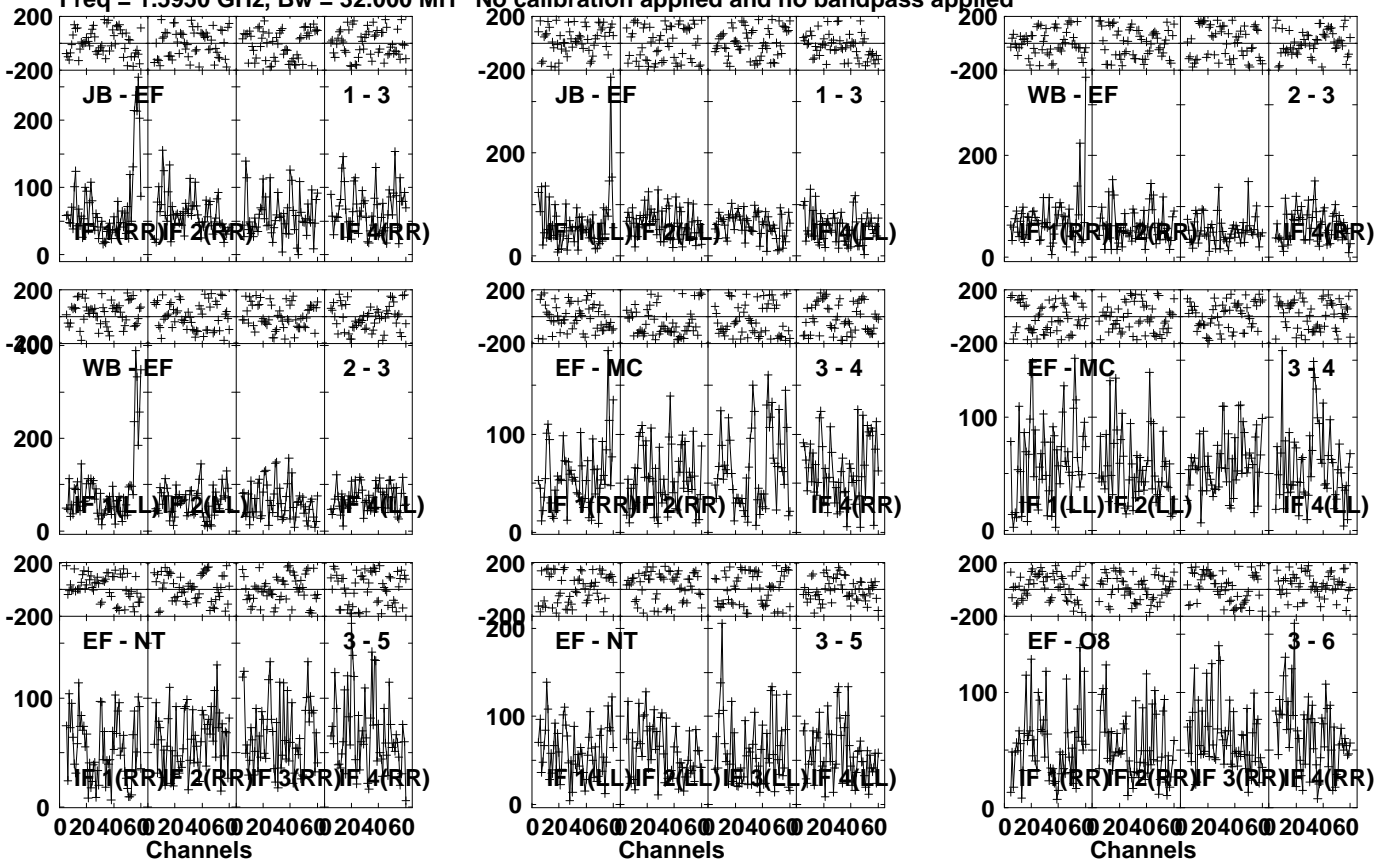 Freq = 1.5950 GHz, Bw = 32.000 MH No calibration applied and no bandpass applied
-200 -200 -200
JB - EF 1 - 3 JB - EF 1 - 3 WB - EF 2 - 3
200 200 200
100
0 0 0
IF 1(RR) IF 2(RR) IF 4(RR) IF 1(LL) IF 2(LL) IF 4(LL) IF 1(RR) IF 2(RR) IF 4(RR)
200 200 200
-200 -200 -200
400
WB - EF 2 - 3 EF - MC 3 - 4 EF - MC 3 - 4
200 100 100
0 0 0
IF 1(LL) IF 2(LL) IF 4(LL) IF 1(RR) IF 2(RR) IF 4(RR) IF 1(LL) IF 2(LL) IF 4(LL)
200 200 200
-200 -200 -200
200
EF - NT 3 - 5 EF - NT 3 - 5 EF - O8 3 - 6
100 100 100
0 0 0
IF 1(RR) IF 2(RR) IF 3(RR) IF 4(RR) IF 1(LL) IF 2(LL) IF 3(LL) IF 4(LL) IF 1(RR) IF 2(RR) IF 3(RR) IF 4(RR)
0 20 40 60 0 20 40 60 0 20 40 60 0 20 40 60 0 20 40 60 0 20 40 60 0 20 40 60 0 20 40 60 0 20 40 60 0 20 40 60 0 20 40 60 0 20 40 60
Channels Channels Channels